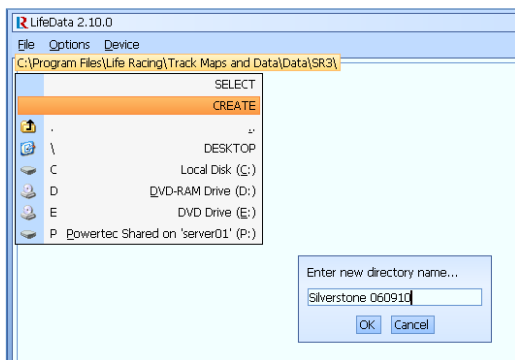 LifeData 2.10.0
File Options Device
C:\Program Files\Life Racing\Track Maps and Data\Data\SR3\
SELECT
CREATE
. ..
\ DESKTOP
C Local Disk (C:)
D DVD-RAM Drive (D:)
E DVD Drive (E:)
P Powertec Shared on 'server01' (P:)
Enter new directory name...
Silverstone 060910
OK Cancel